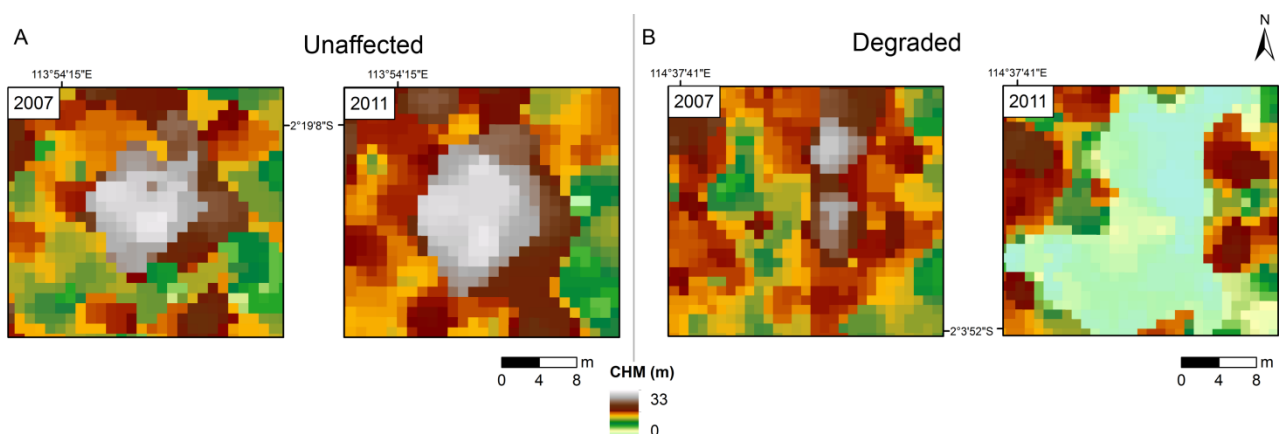 A
Unaffected
B
Degraded
N
113°54'15"E
113°54'15"E
114°37'41"E
114°37'41"E
2007
2011
2007
2011
2°19'8"S
2°3'52"S
m
0 4 8
CHM (m)
33
0
m
0 4 8